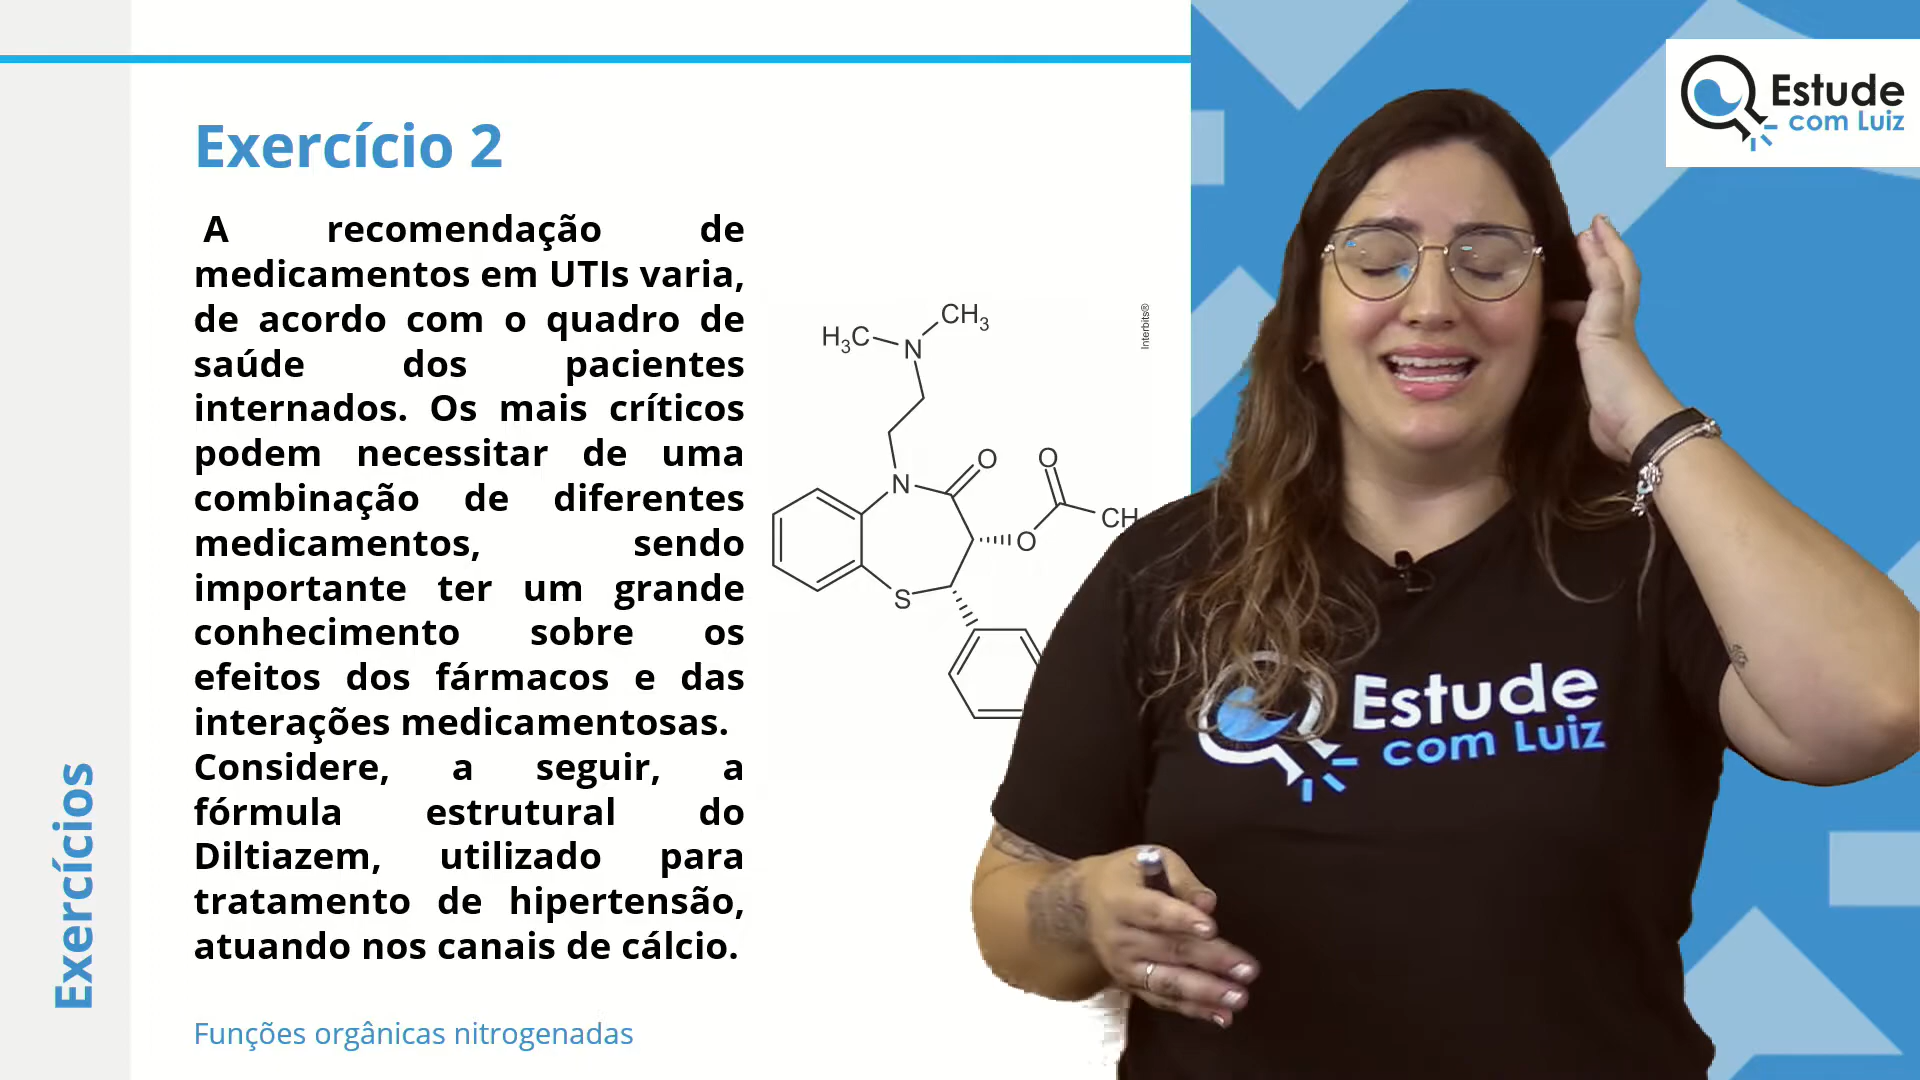 Estude
com Luiz
Exercício 2
A recomendação de
medicamentos em UTIs varia,
de acordo com o quadro de
saúde dos pacientes
internados. Os mais críticos
podem necessitar de uma
combinação de diferentes
medicamentos, sendo
importante ter um grande
conhecimento sobre os
efeitos dos fármacos e das
interações medicamentosas.
Considere, a seguir, a
fórmula estrutural do
Diltiazem, utilizado para
tratamento de hipertensão,
atuando nos canais de cálcio.
CH3
H3C
N
Interbits®
O
O
N
CH
O
S
Estude
com Luiz
Exercícios
Funções orgânicas nitrogenadas